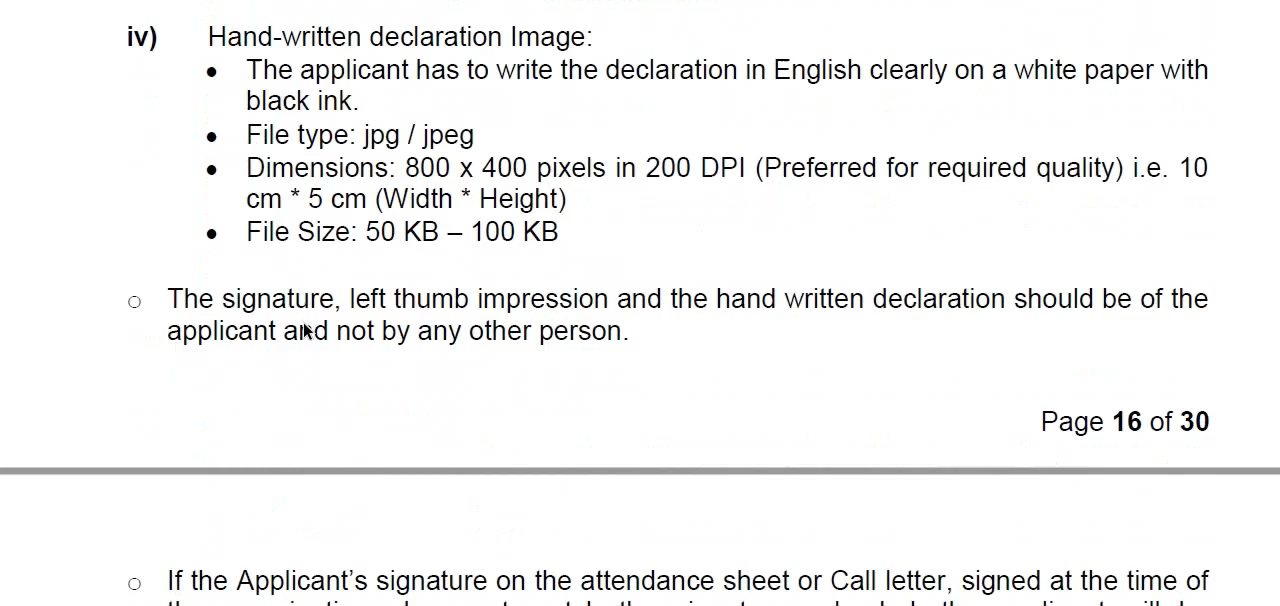 iv) Hand-written declaration Image:
• The applicant has to write the declaration in English clearly on a white paper with
black ink.
• File type: jpg / jpeg
• Dimensions: 800 x 400 pixels in 200 DPI (Preferred for required quality) i.e. 10
cm * 5 cm (Width * Height)
• File Size: 50 KB – 100 KB
○ The signature, left thumb impression and the hand written declaration should be of the
applicant and not by any other person.
Page 16 of 30
○ If the Applicant's signature on the attendance sheet or Call letter, signed at the time of